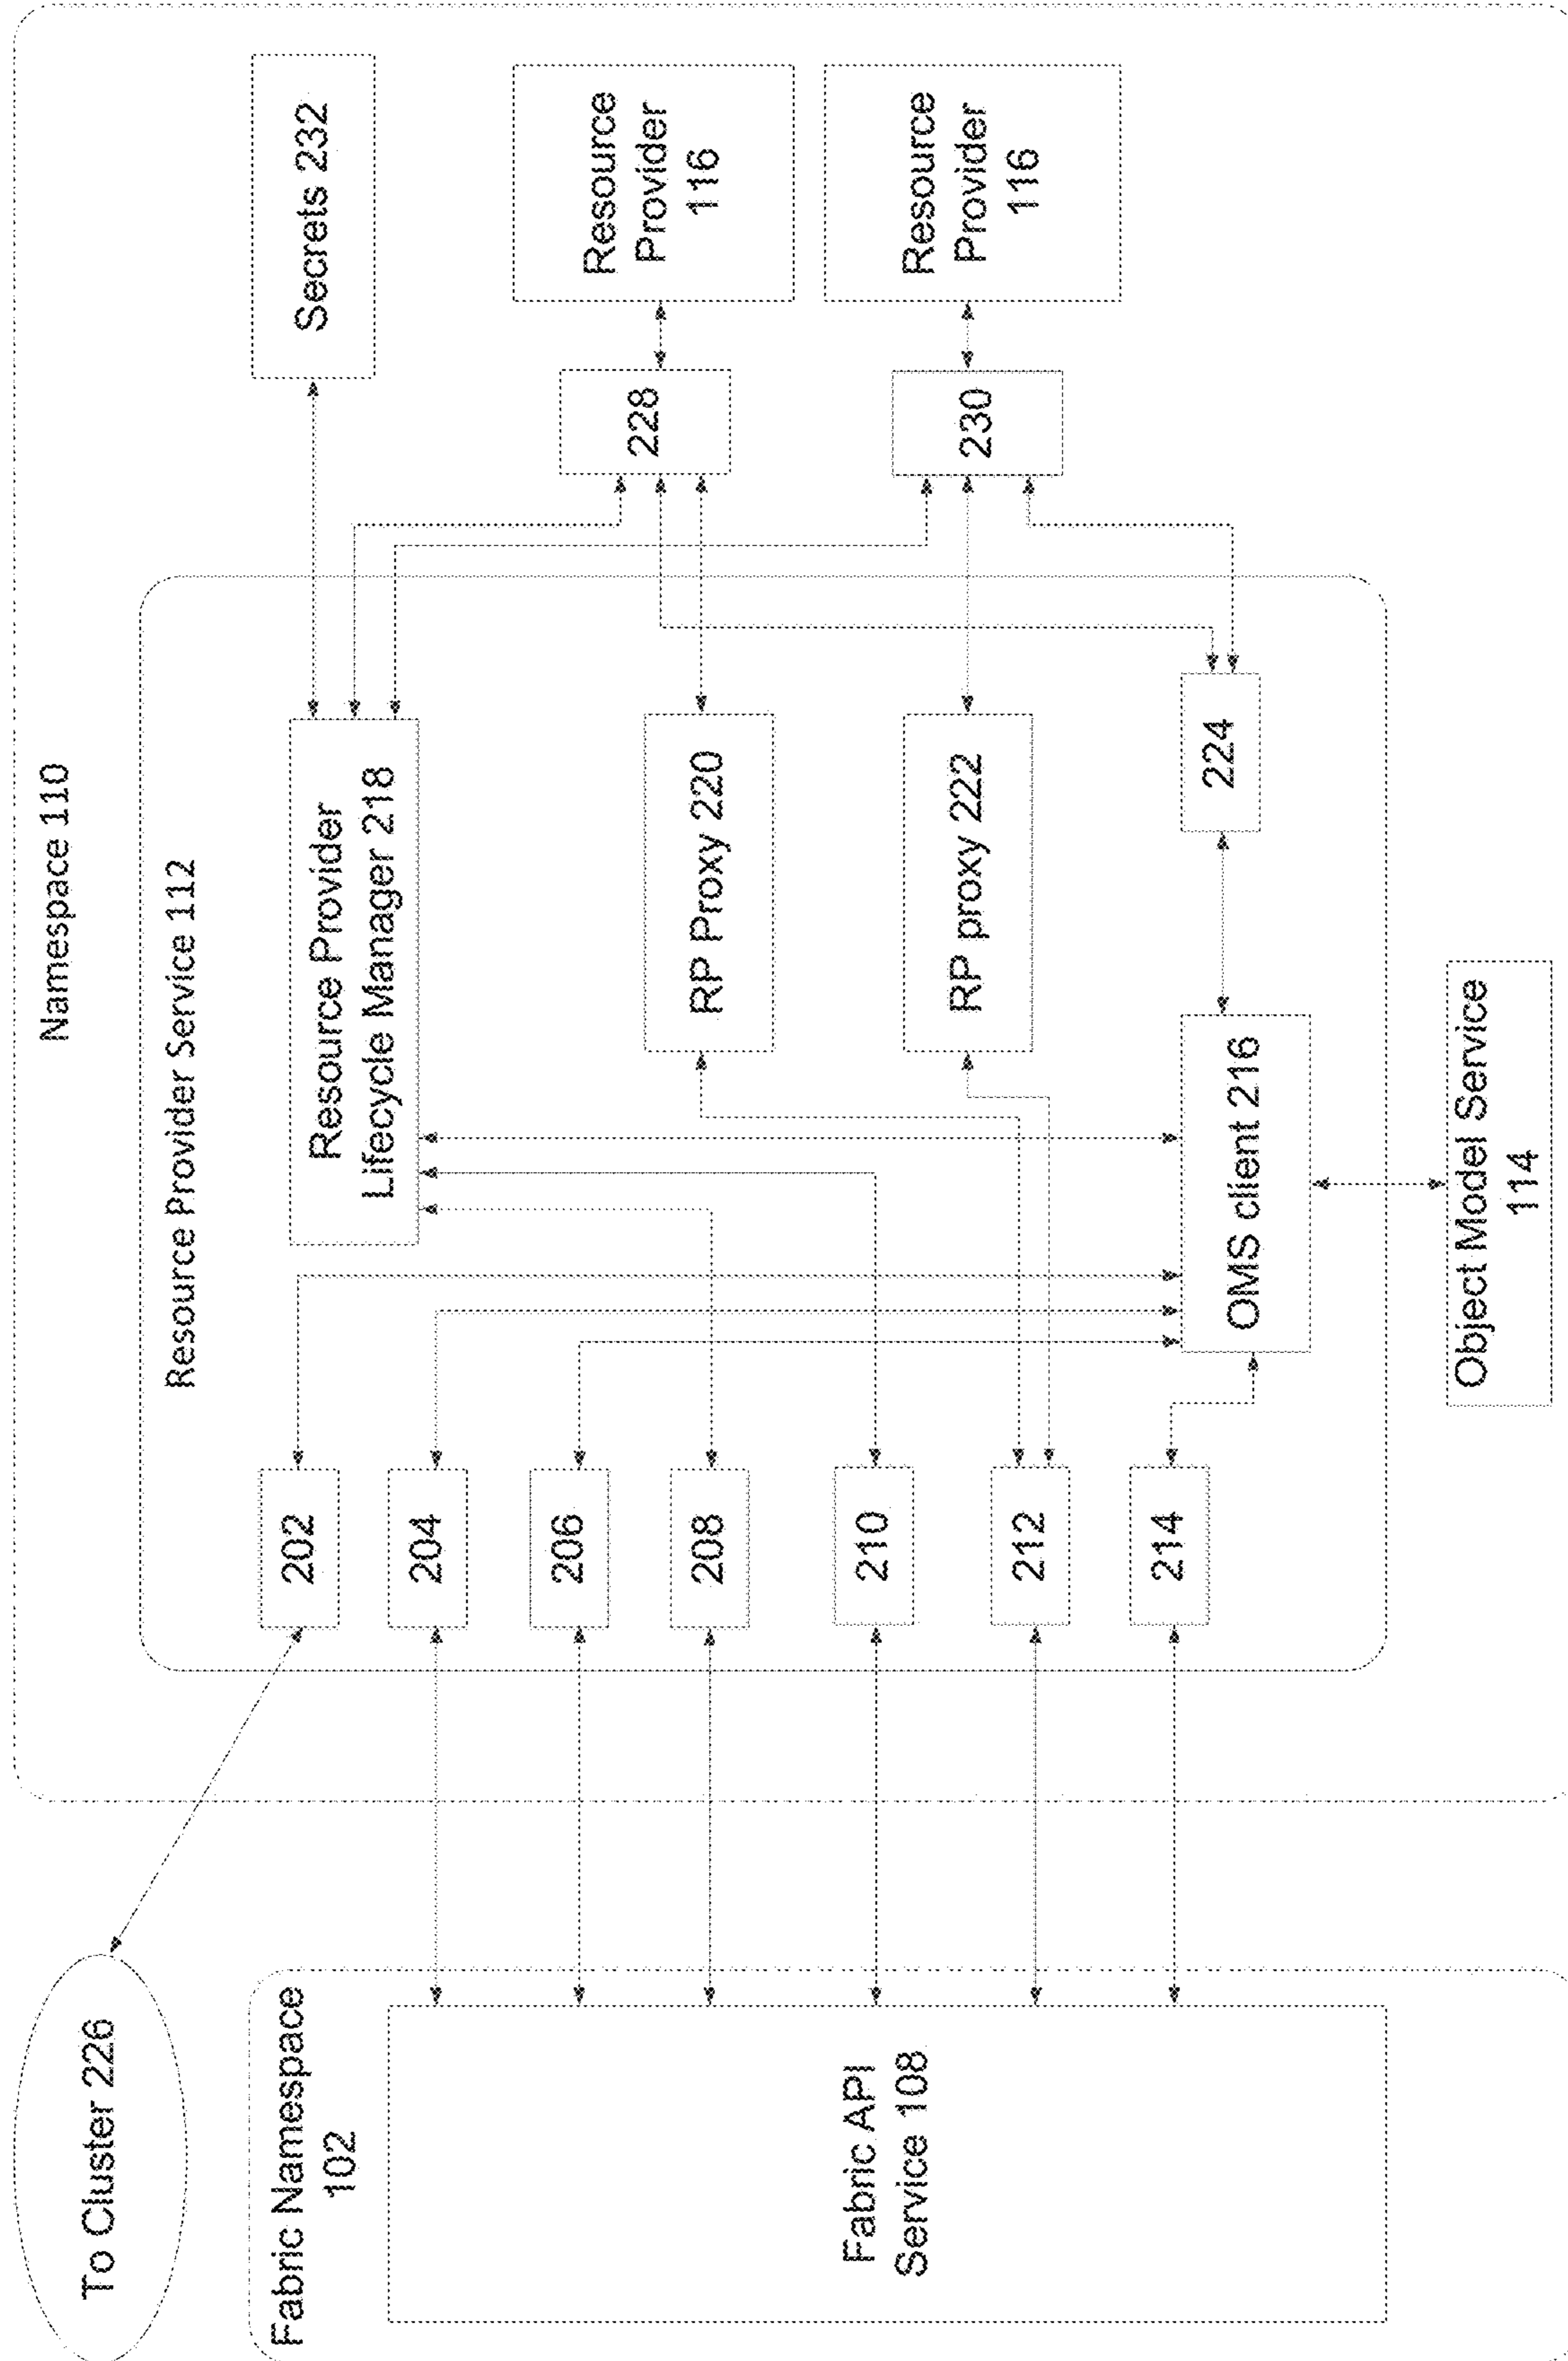 To Cluster 226
Fabric Namespace
102
Fabric API
Service 108
Namespace 110
Resource Provider Service 112
202
204
206
208
210
212
214
Resource Provider
Lifecycle Manager 218
RP Proxy 220
RP proxy 222
OMS client 216
224
Object Model Service
114
Secrets 232
228
Resource
Provider
116
230
Resource
Provider
116